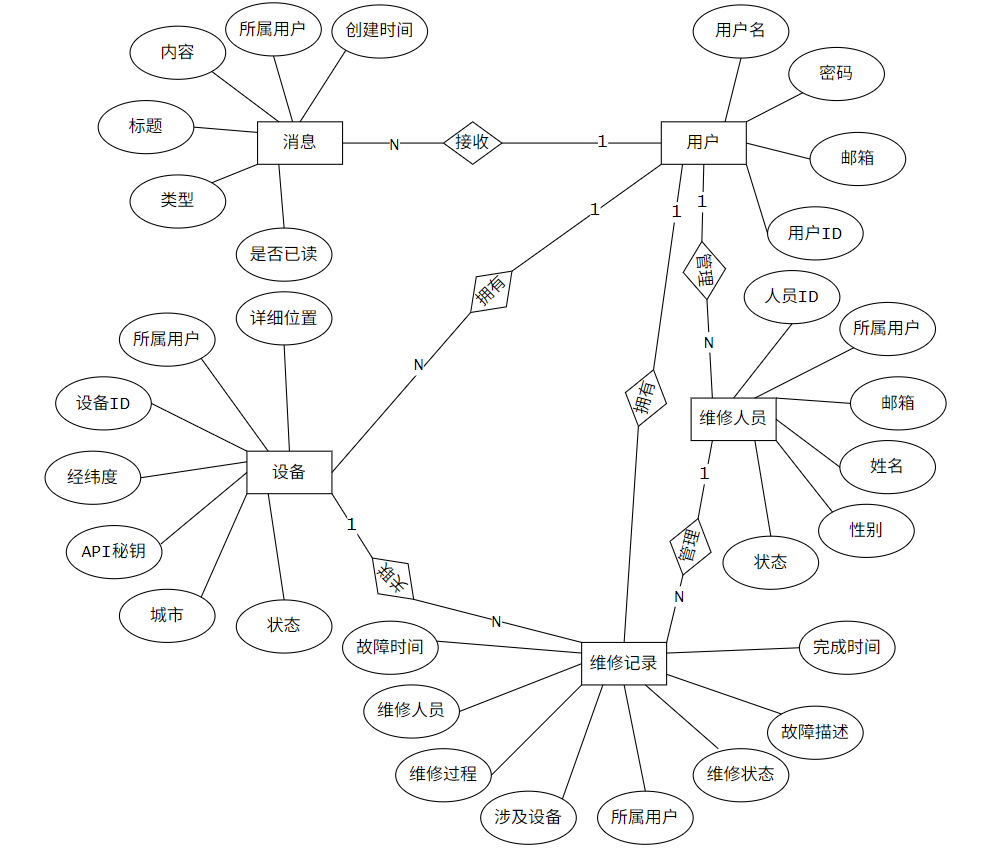 所属用户
创建时间
用户名
内容
密码
标题
消息
N
接收
1
用户
邮箱
类型
1
1
1
用户ID
是否已读
管理
拥有
人员ID
详细位置
所属用户
所属用户
N
N
设备ID
拥有
邮箱
维修人员
经纬度
设备
姓名
1
1
性别
API秘钥
管理
状态
关联
城市
状态
N
N
故障时间
维修记录
完成时间
维修人员
故障描述
维修过程
维修状态
涉及设备
所属用户